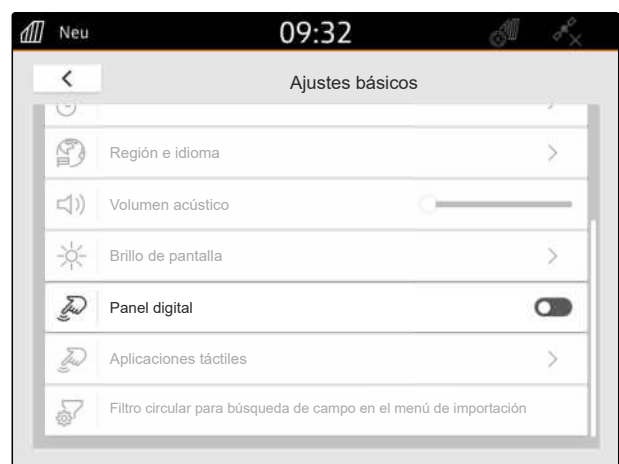 Neu
09:32
Ajustes básicos
Región e idioma
Volumen acústico
Brillo de pantalla
Panel digital
Aplicaciones táctiles
Filtro circular para búsqueda de campo en el menú de importación